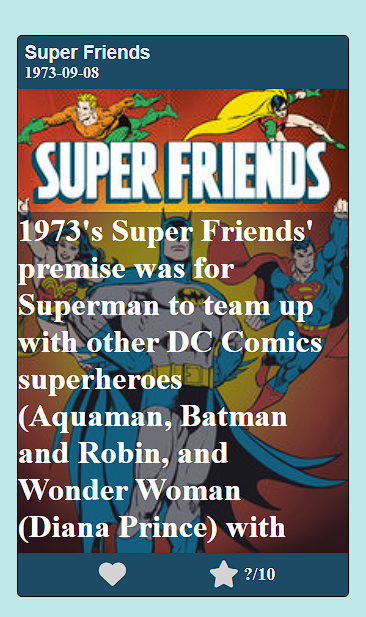 Super Friends
1973-09-08
SUPER FRIENDS
1973's Super Friends'
premise was for
Superman to team up
with other DC Comics
superheroes
(Aquaman, Batman
and Robin, and
Wonder Woman
(Diana Prince) with
?/10